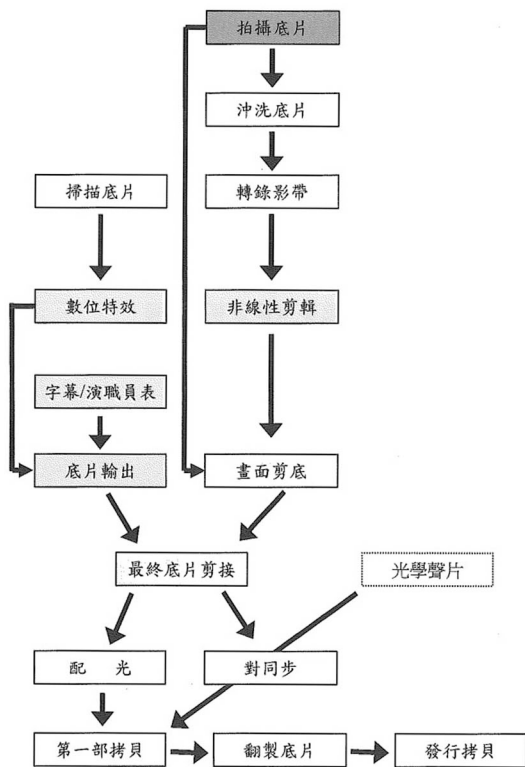 拍攝底片
沖洗底片
掃描底片
轉錄影帶
數位特效
非線性剪輯
字幕/演職員表
底片輸出
畫面剪底
最終底片剪接
光學聲片
配 光
對同步
第一部拷貝
翻製底片
發行拷貝